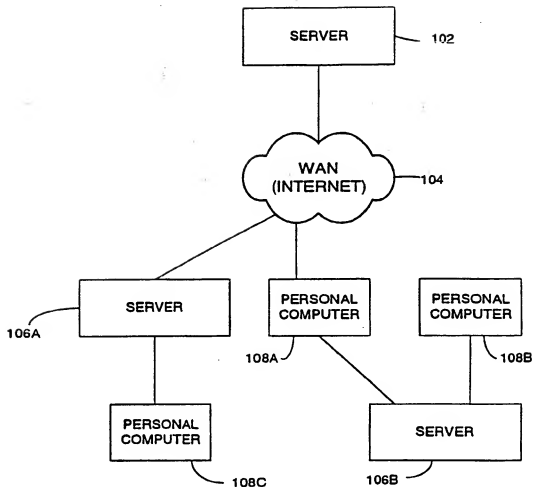 SERVER
102
WAN
(INTERNET)
104
SERVER
106A
PERSONAL
COMPUTER
108A
PERSONAL
COMPUTER
108B
PERSONAL
COMPUTER
108C
SERVER
106B